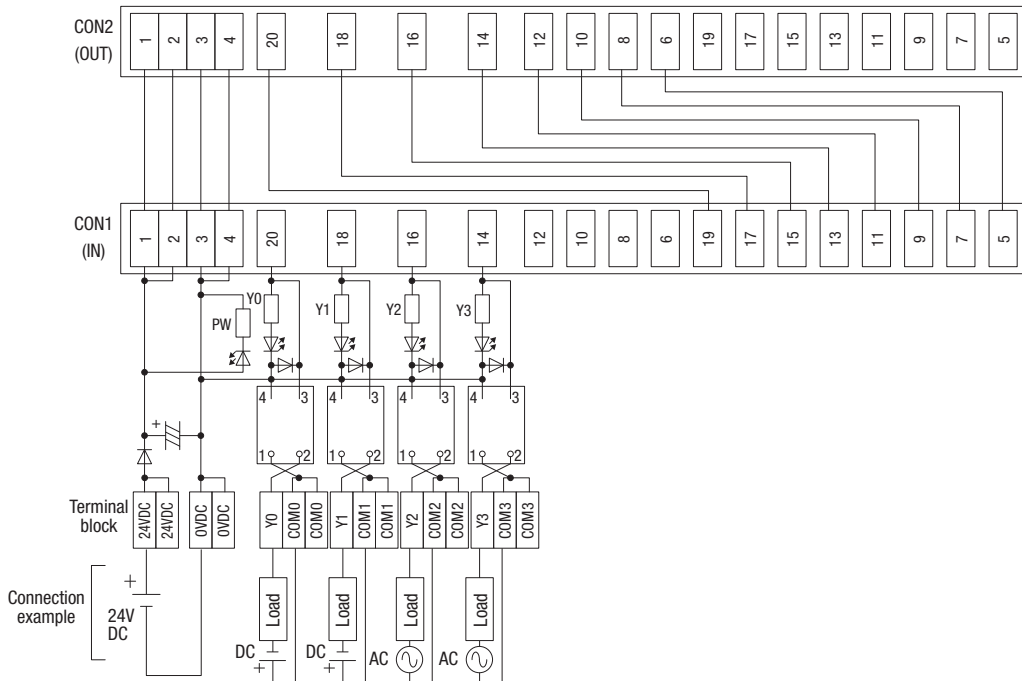 CON2
(OUT)
1 2 3 4 20 18 16 14 12 10 8 6 19 17 15 13 11 9 7 5
CON1
(IN)
1 2 3 4 20 18 16 14 12 10 8 6 19 17 15 13 11 9 7 5
PW Y0 Y1 Y2 Y3
4 3 4 3 4 3 4 3
+
1 2 1 2 1 2 1 2
Terminal
block
24VDC 24VDC 0VDC 0VDC Y0 COM0 COM0 Y1 COM1 COM1 Y2 COM2 COM2 Y3 COM3 COM3
Connection
example
+
24V
DC
Load Load Load Load
DC + DC + AC AC